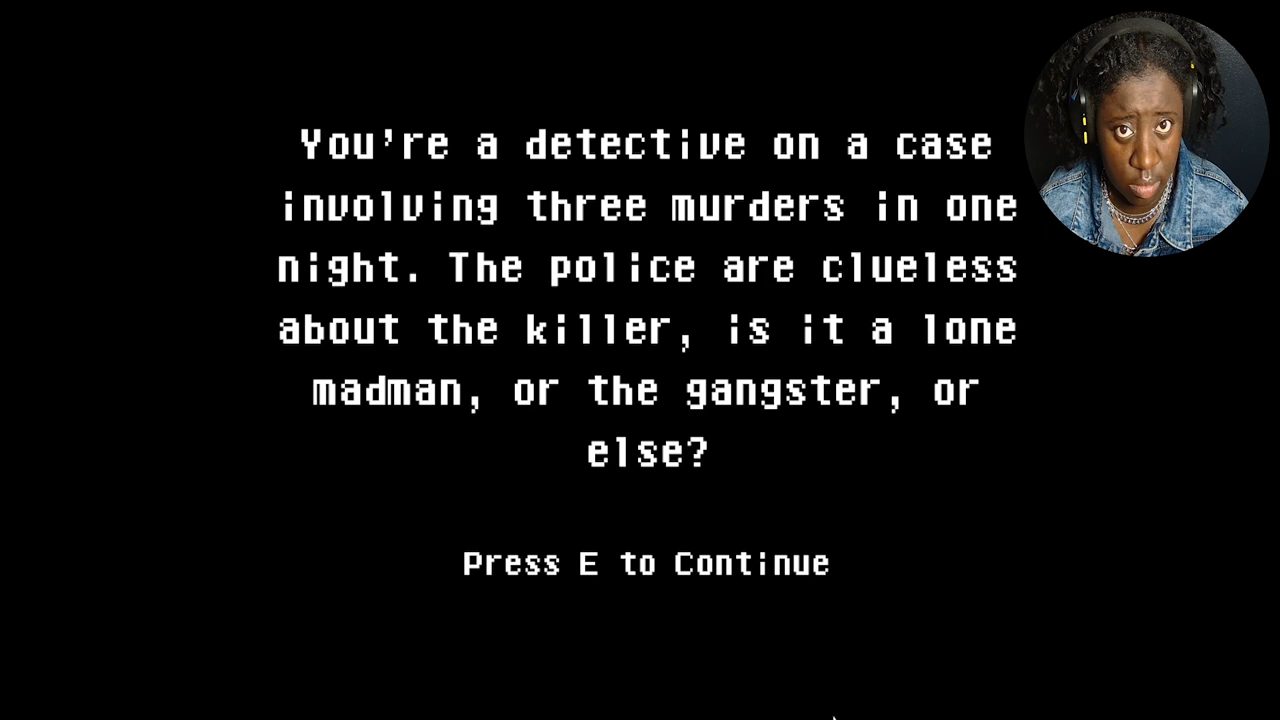 You're a detective on a case
involving three murders in one
night. The police are clueless
about the killer, is it a lone
madman, or the gangster, or
else?
Press E to Continue